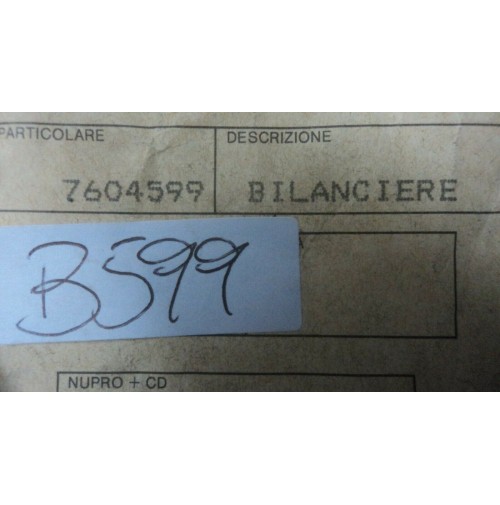 PARTICOLARE DESCRIZIONE
7604599 BILANCIERE
B599
NUPRO + CD